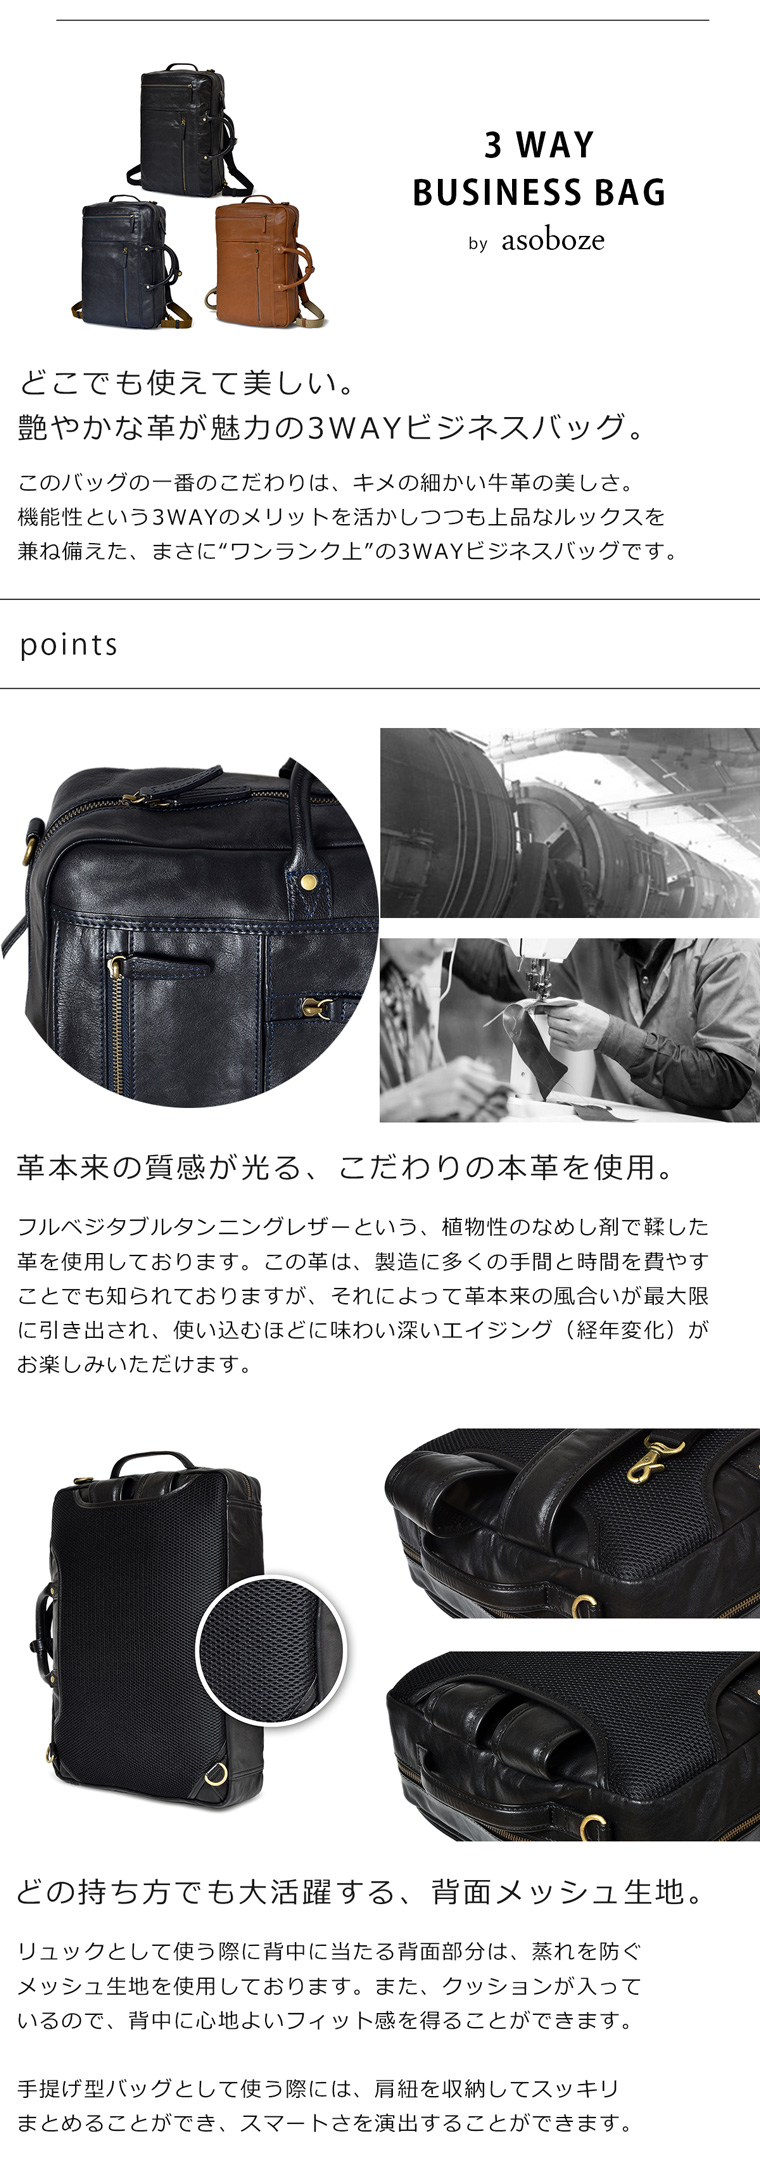 3 WAY
BUSINESS BAG
by asoboze
どこでも使えて美しい。
艶やかな革が魅力の3WAYビジネスバッグ。
このバッグの一番のこだわりは、キメの細かい牛革の美しさ。
機能性という3WAYのメリットを活かしつつも上品なルックスを
兼ね備えた、まさに“ワンランク上”の3WAYビジネスバッグです。
points
革本来の質感が光る、こだわりの本革を使用。
フルベジタブルタンニングレザーという、植物性のなめし剤で鞣した
革を使用しております。この革は、製造に多くの手間と時間を費やす
ことでも知られておりますが、それによって革本来の風合いが最大限
に引き出され、使い込むほどに味わい深いエイジング（経年変化）が
お楽しみいただけます。
どの持ち方でも大活躍する、背面メッシュ生地。
リュックとして使う際に背中に当たる背面部分は、蒸れを防ぐ
メッシュ生地を使用しております。また、クッションが入って
いるので、背中に心地よいフィット感を得ることができます。
手提げ型バッグとして使う際には、肩紐を収納してスッキリ
まとめることができ、スマートさを演出することができます。